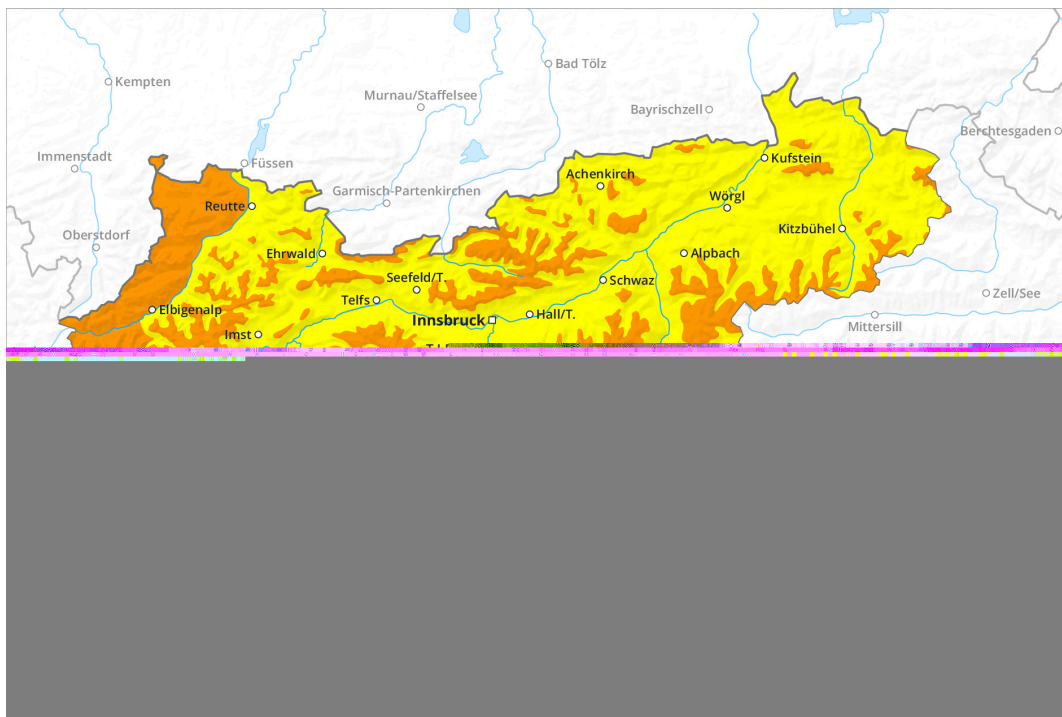 Bad Tölz
Kempten
Murnau/Staffelsee
Bayrischzell
Berchtesgaden
Immenstadt
Füssen
Kufstein
Achenkirch
Garmisch-Partenkirchen
Wörgl
Reutte
Kitzbühel
Oberstdorf
Ehrwald
Alpbach
Seefeld/T.
Schwaz
Zell/See
Telfs
Elbigenalp
Innsbruck
Hall/T.
Mittersill
Imst